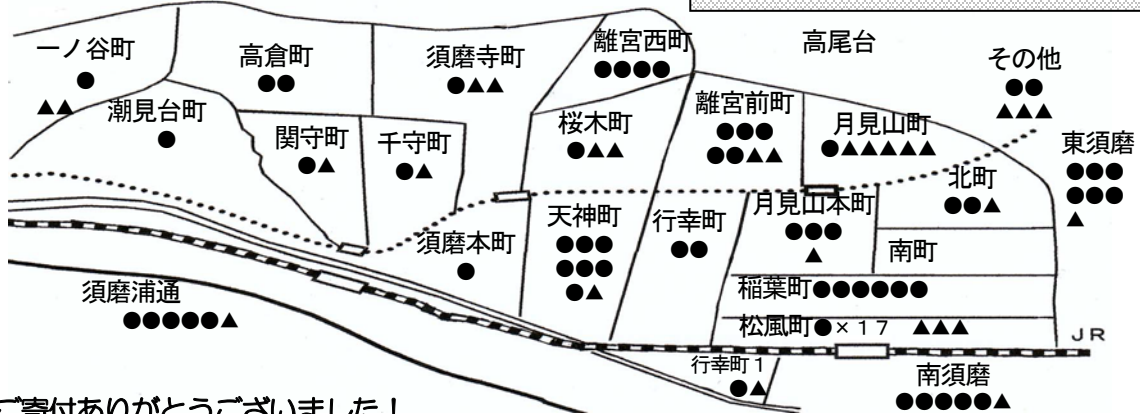 一ノ谷町
●
▲▲
潮見台町
●
高倉町
●●
関守町
●▲
千守町
●▲
須磨寺町
●▲▲
離宮西町
●●●●
桜木町
●▲▲
離宮前町
●●●
●●▲▲
高尾台
月見山町
●▲▲▲▲▲
その他
●●
▲▲▲
東須磨
●●●
●●●
▲
北町
●●▲
須磨本町
●
天神町
●●●
●●●
●▲
行幸町
●●
月見山本町
●●●
▲
南町
稲葉町●●●●●●
松風町●×１７ ▲▲▲
ＪＲ
須磨浦通
●●●●●▲
行幸町１
●▲
南須磨
●●●●●▲
ご寄付ありがとうございました！